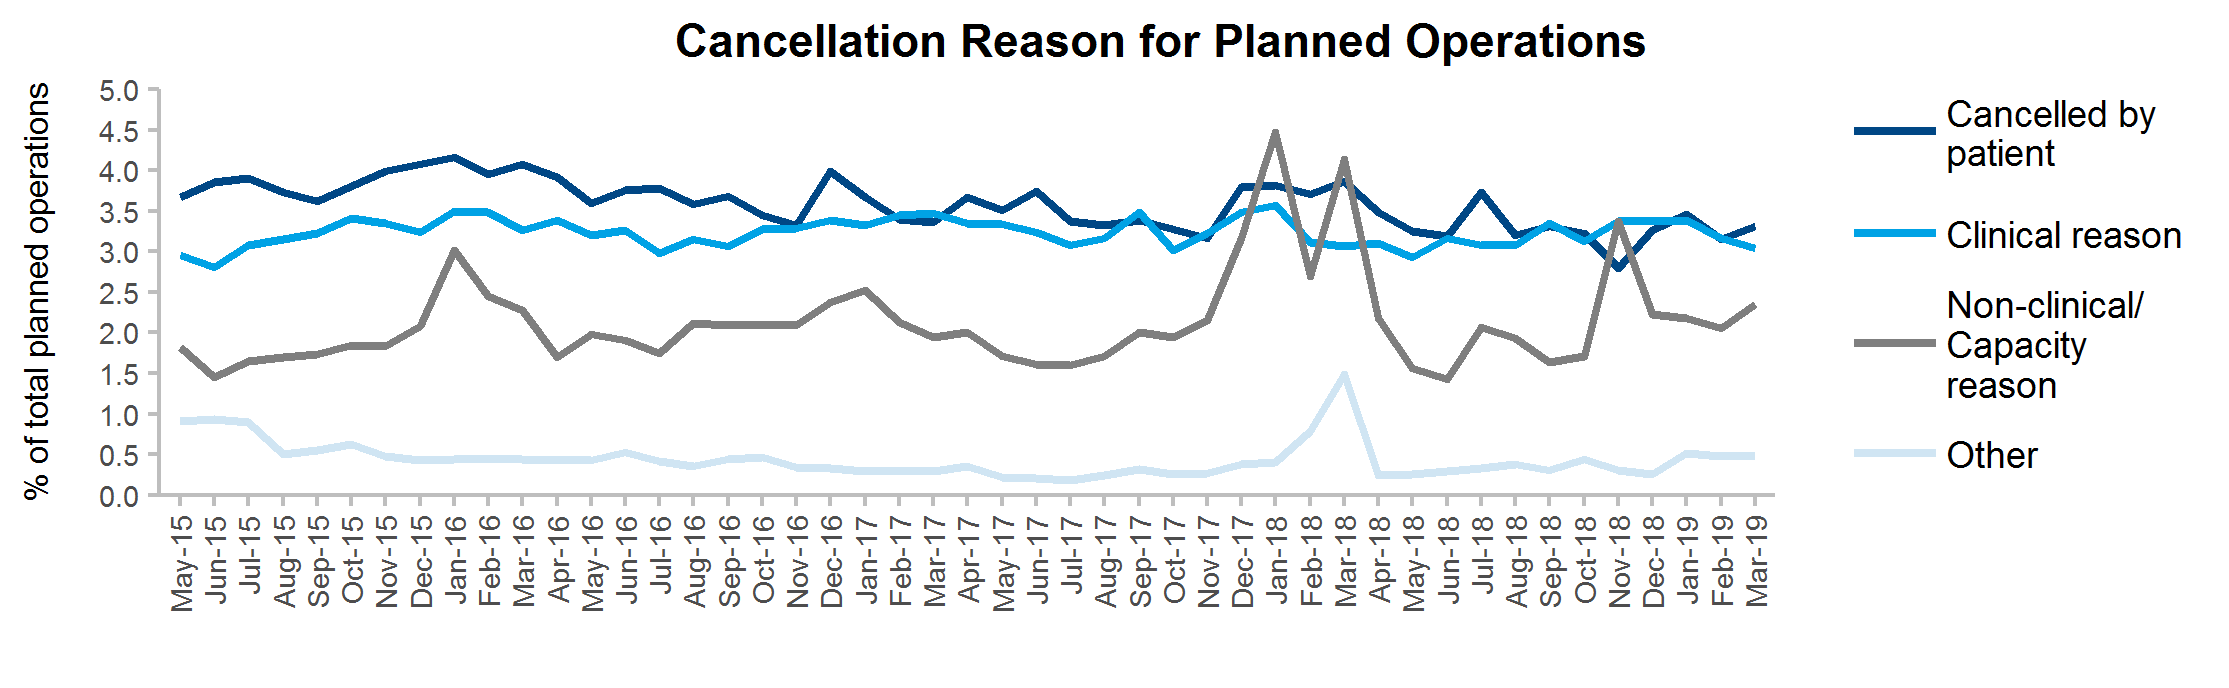 Cancellation Reason for Planned Operations
% of total planned operations
5.0
4.5
4.0
3.5
3.0
2.5
2.0
1.5
1.0
0.5
0.0
May-15
Jun-15
Jul-15
Aug-15
Sep-15
Oct-15
Nov-15
Dec-15
Jan-16
Feb-16
Mar-16
Apr-16
May-16
Jun-16
Jul-16
Aug-16
Sep-16
Oct-16
Nov-16
Dec-16
Jan-17
Feb-17
Mar-17
Apr-17
May-17
Jun-17
Jul-17
Aug-17
Sep-17
Oct-17
Nov-17
Dec-17
Jan-18
Feb-18
Mar-18
Apr-18
May-18
Jun-18
Jul-18
Aug-18
Sep-18
Oct-18
Nov-18
Dec-18
Jan-19
Feb-19
Mar-19
Cancelled by
patient
Clinical reason
Non-clinical/
Capacity
reason
Other